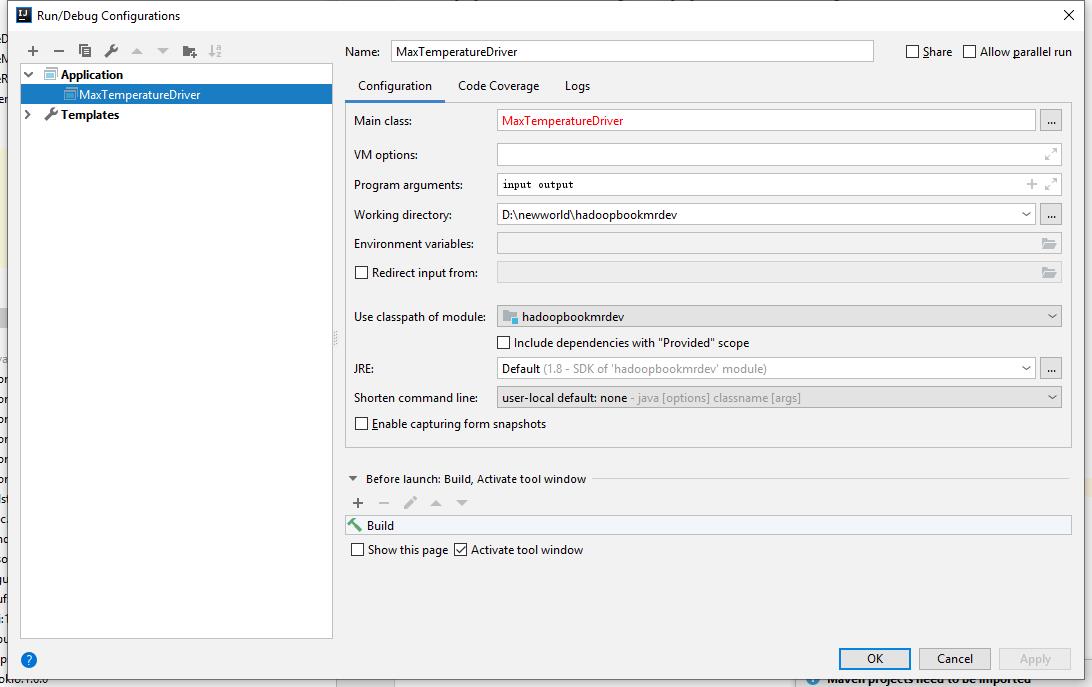 Run/Debug Configurations
Name: MaxTemperatureDriver Share Allow parallel run
Application
MaxTemperatureDriver
Templates
Configuration Code Coverage Logs
Main class: MaxTemperatureDriver ...
VM options:
Program arguments: input output
Working directory: D:\newworld\hadoopbookmrdev ...
Environment variables:
Redirect input from:
Use classpath of module: hadoopbookmrdev
Include dependencies with "Provided" scope
JRE: Default (1.8 - SDK of 'hadoopbookmrdev' module) ...
Shorten command line: user-local default: none - java [options] classname [args]
Enable capturing form snapshots
Before launch: Build, Activate tool window
Build
Show this page Activate tool window
? OK Cancel Apply
Maven projects need to be imported